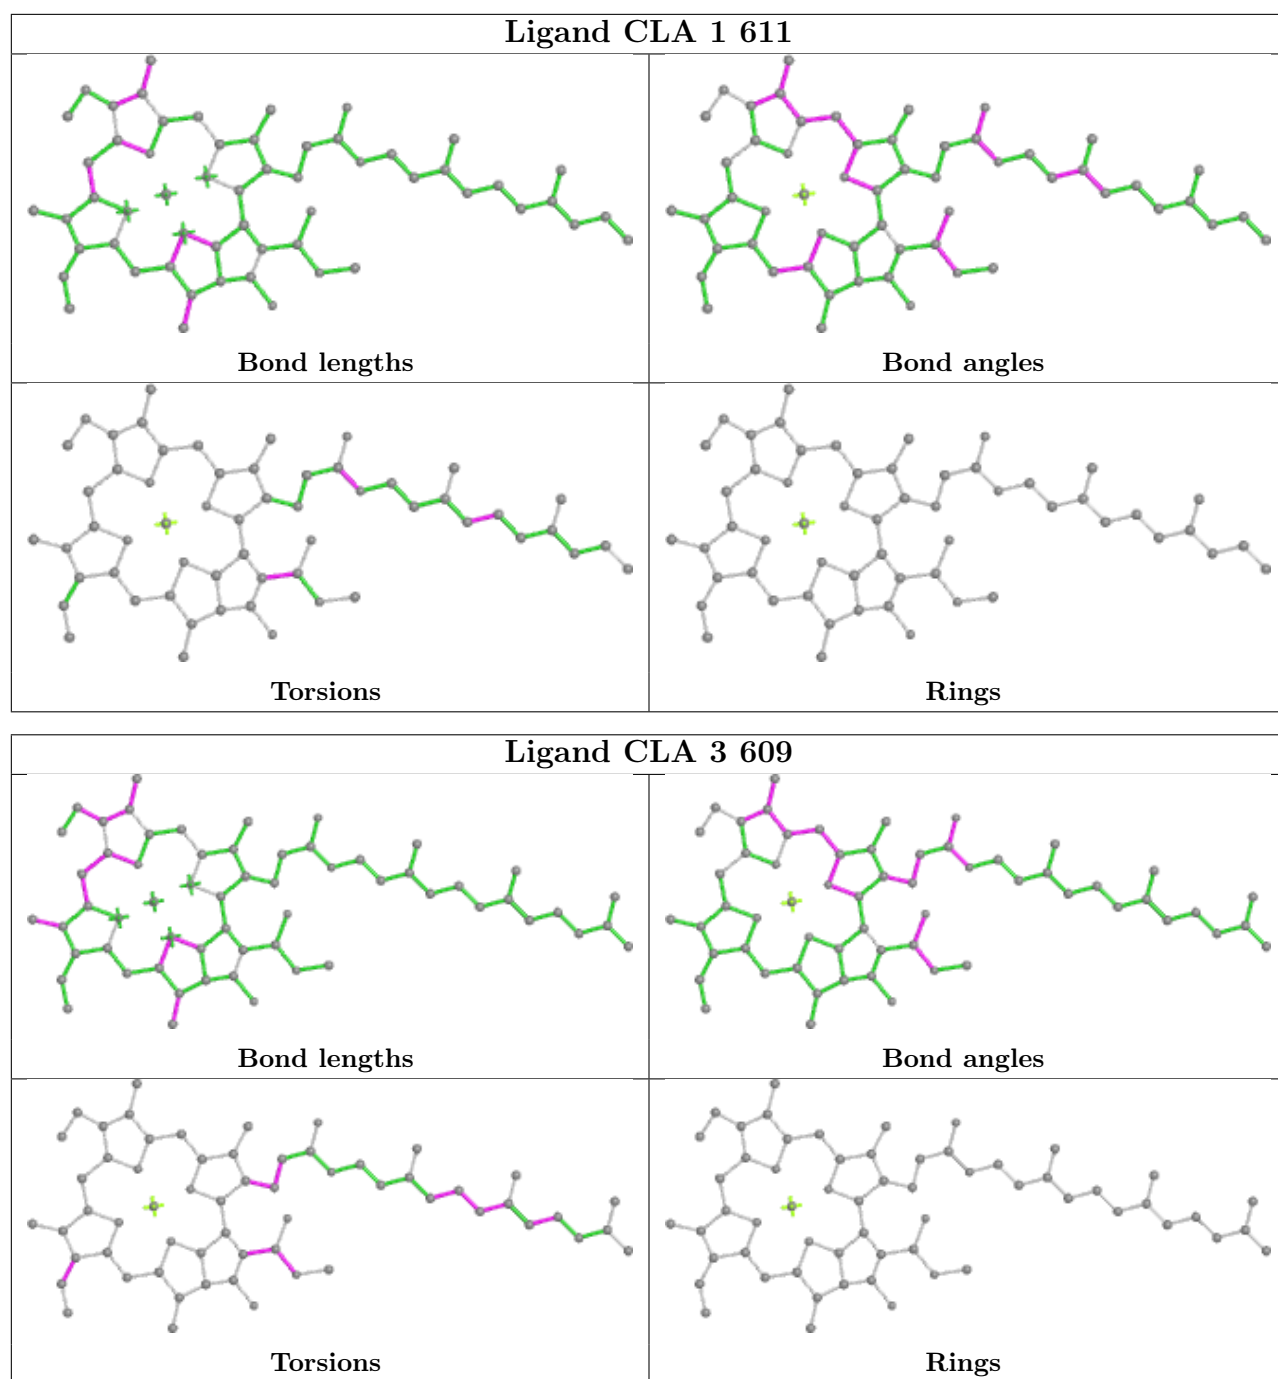 Ligand CLA 1 611
Bond lengths
Bond angles
Torsions
Rings
Ligand CLA 3 609
Bond lengths
Bond angles
Torsions
Rings